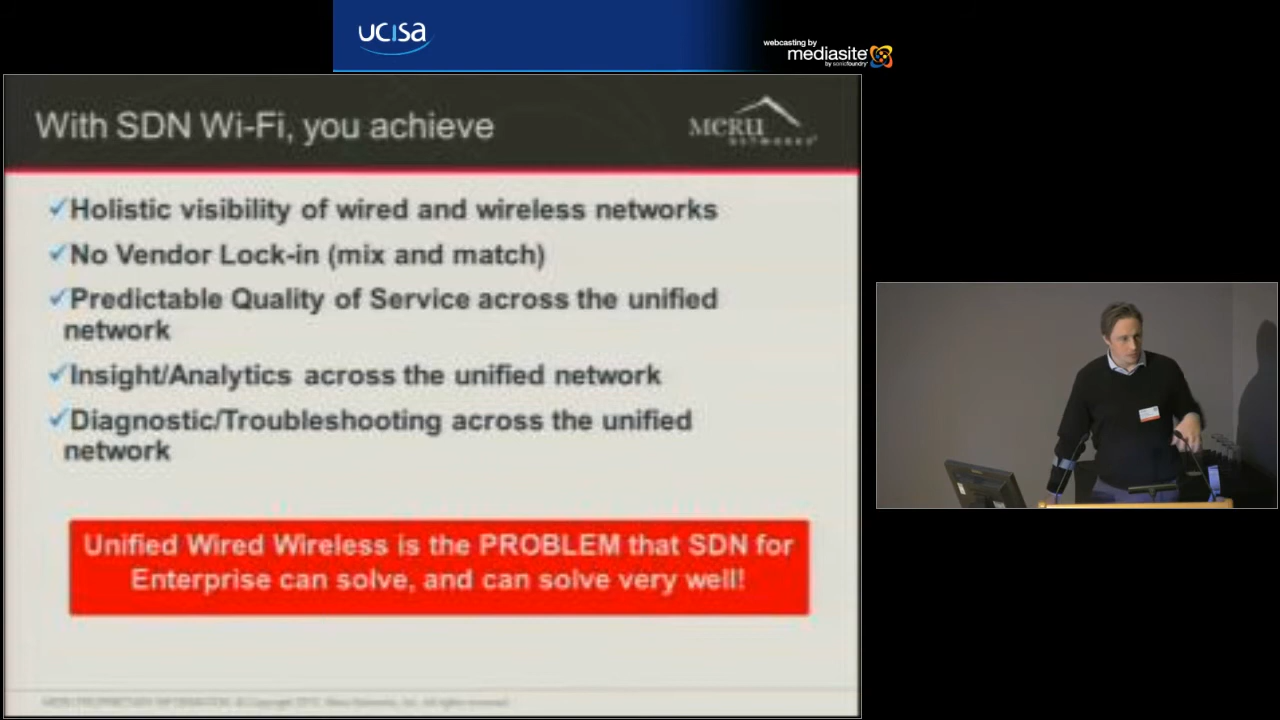 ucisa
webcasting by
mediasite
by sonicfoundry
With SDN Wi-Fi, you achieve
MERU
NETWORKS
✓Holistic visibility of wired and wireless networks
✓No Vendor Lock-in (mix and match)
✓Predictable Quality of Service across the unified
network
✓Insight/Analytics across the unified network
✓Diagnostic/Troubleshooting across the unified
network
Unified Wired Wireless is the PROBLEM that SDN for
Enterprise can solve, and can solve very well!